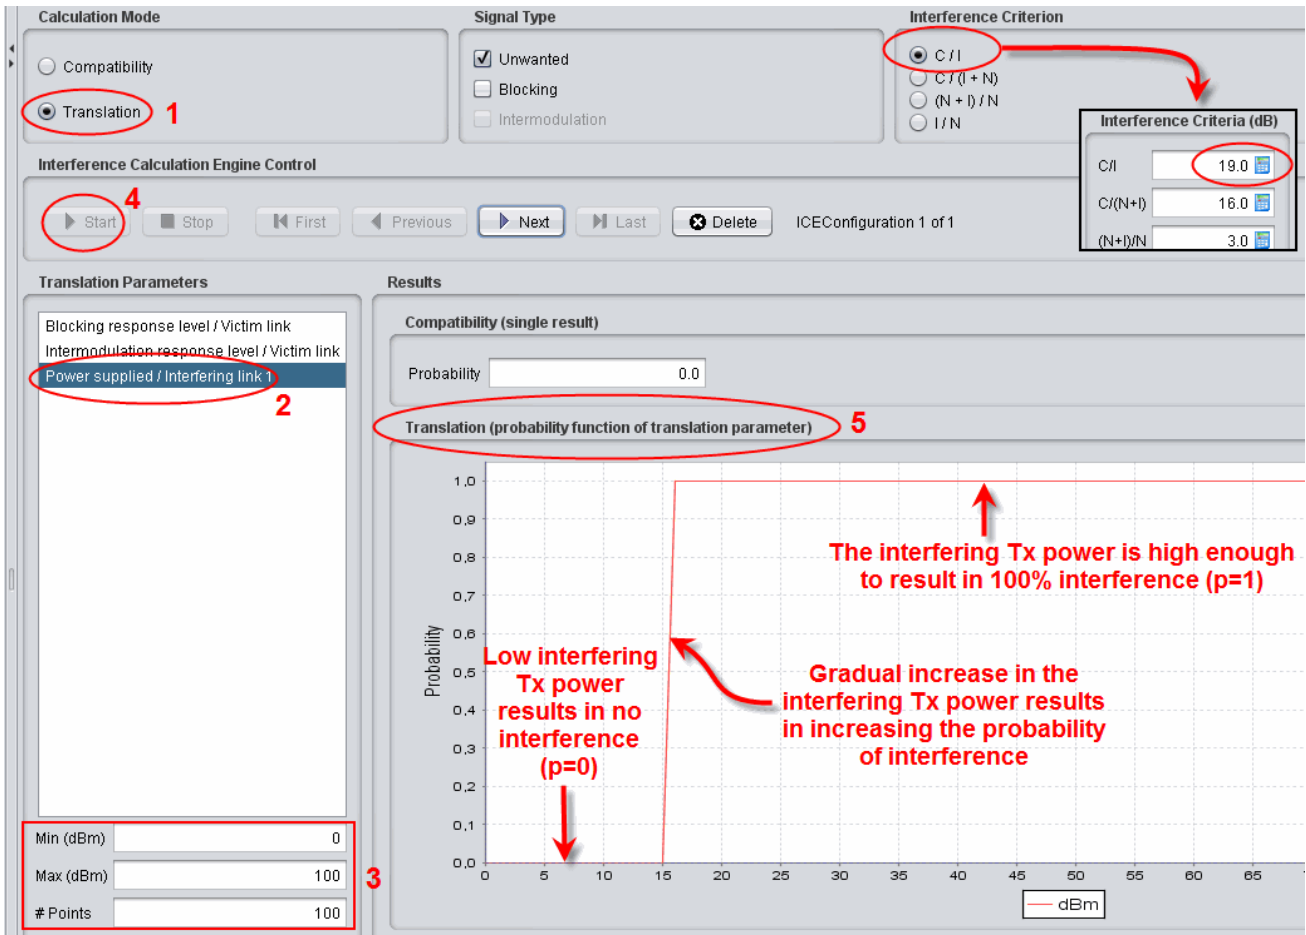 Calculation Mode
Compatibility
Translation
1
Signal Type
Unwanted
Blocking
Intermodulation
Interference Criterion
C / I
C / (I + N)
(N + I) / N
I / N
Interference Criteria (dB)
C/I 19.0
C/(N+I) 16.0
(N+I)/N 3.0
Interference Calculation Engine Control
4
Start Stop First Previous Next Last Delete ICEConfiguration 1 of 1
Translation Parameters
Blocking response level / Victim link
Intermodulation response level / Victim link
Power supplied / Interfering link 1
2
Min (dBm) 0
Max (dBm) 100
# Points 100
3
Results
Compatibility (single result)
Probability 0.0
Translation (probability function of translation parameter)
5
1,0
0,9
0,8
0,7
0,6
0,5
0,4
0,3
0,2
0,1
0,0
Probability
The interfering Tx power is high enough
to result in 100% interference (p=1)
Low interfering
Tx power
results in no
interference
(p=0)
Gradual increase in the
interfering Tx power results
in increasing the probability
of interference
0 5 10 15 20 25 30 35 40 45 50 55 60 65
dBm